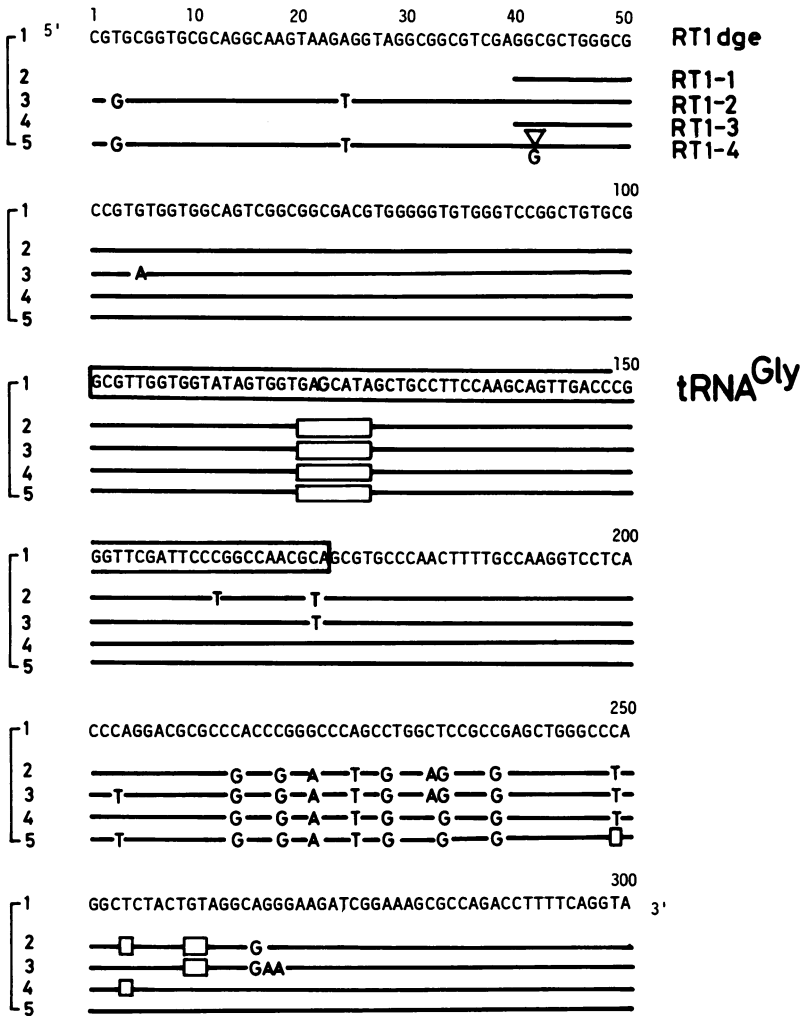 1 10 20 30 40 50
1 5' CGTGCGGTGCGCAGGCAAGTAAGAGGTAGGCGGCGTCGAGGCGCTGGGCG RT1dge
2 RT1-1
3 G T RT1-2
4 RT1-3
5 G T G RT1-4
100
1 CCGTGTGGTGGCAGTCGGCGGCGACGTGGGGGTGTGGGTCCGGCTGTGCG
2
3 A
4
5
150
1 GCGTTGGTGGTATAGTGGTGAGCATAGCTGCCTTCCAAGCAGTTGACCCG tRNAGly
2
3
4
5
200
1 GGTTCGATTCCCGGCCAACGCAGCGTGCCCAACTTTTGCCAAGGTCCTCA
2 T T
3 T
4
5
250
1 CCCAGGACGCGCCCACCCGGGCCCAGCCTGGCTCCGCCGAGCTGGGCCCA
2 G G A T G AG G T
3 T G G A T G AG G T
4 G G A T G G G T
5 T G G A T G G G
300
1 GGCTCTACTGTAGGCAGGGAAGATCGGAAAGCGCCAGACCTTTTCAGGTA 3'
2 G
3 GAA
4
5